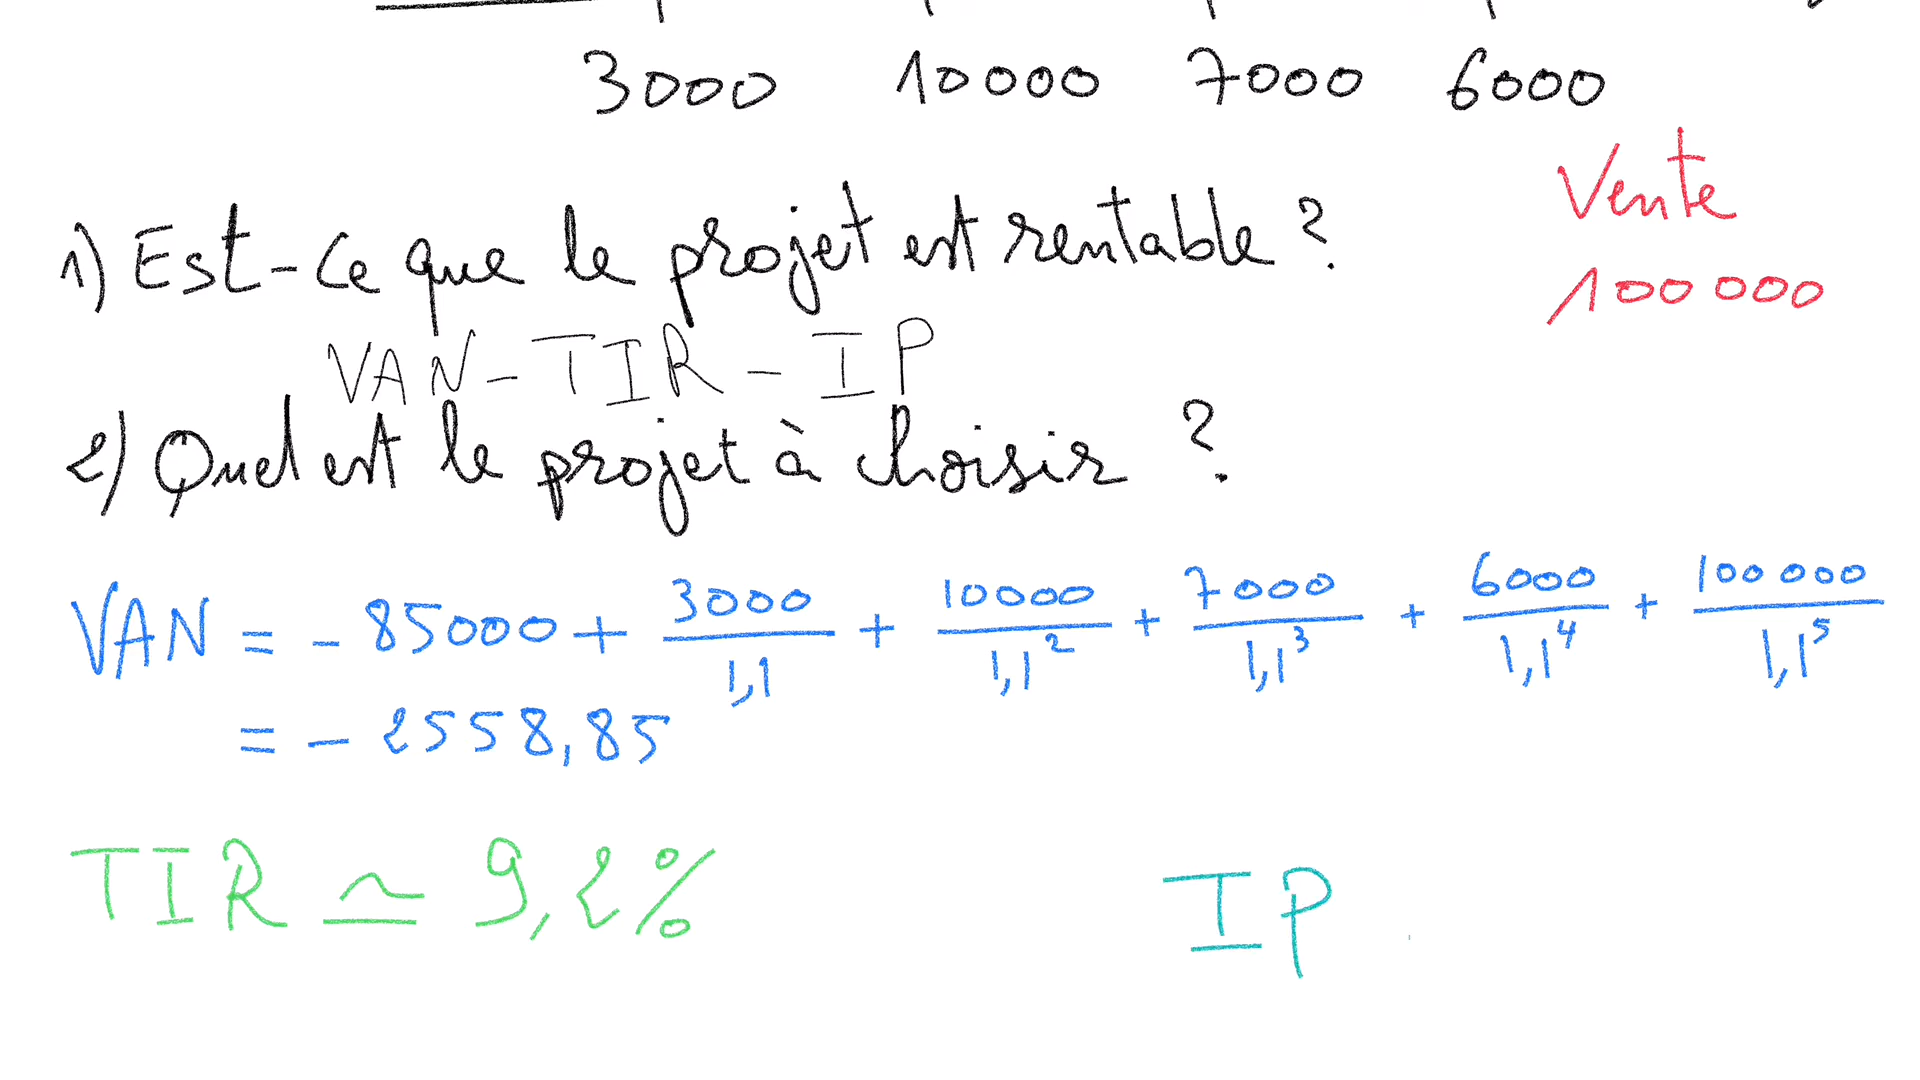 3000 10000 7000 6000
Vente
100 000
1) Est-ce que le projet est rentable ?
VAN - TIR - IP
2) Quel est le projet à choisir ?
VAN = - 85000 + 3000/1,1 + 10000/1,1² + 7000/1,1³ + 6000/1,1⁴ + 100 000/1,1⁵
= - 2558,85
TIR ≃ 9,2%
IP